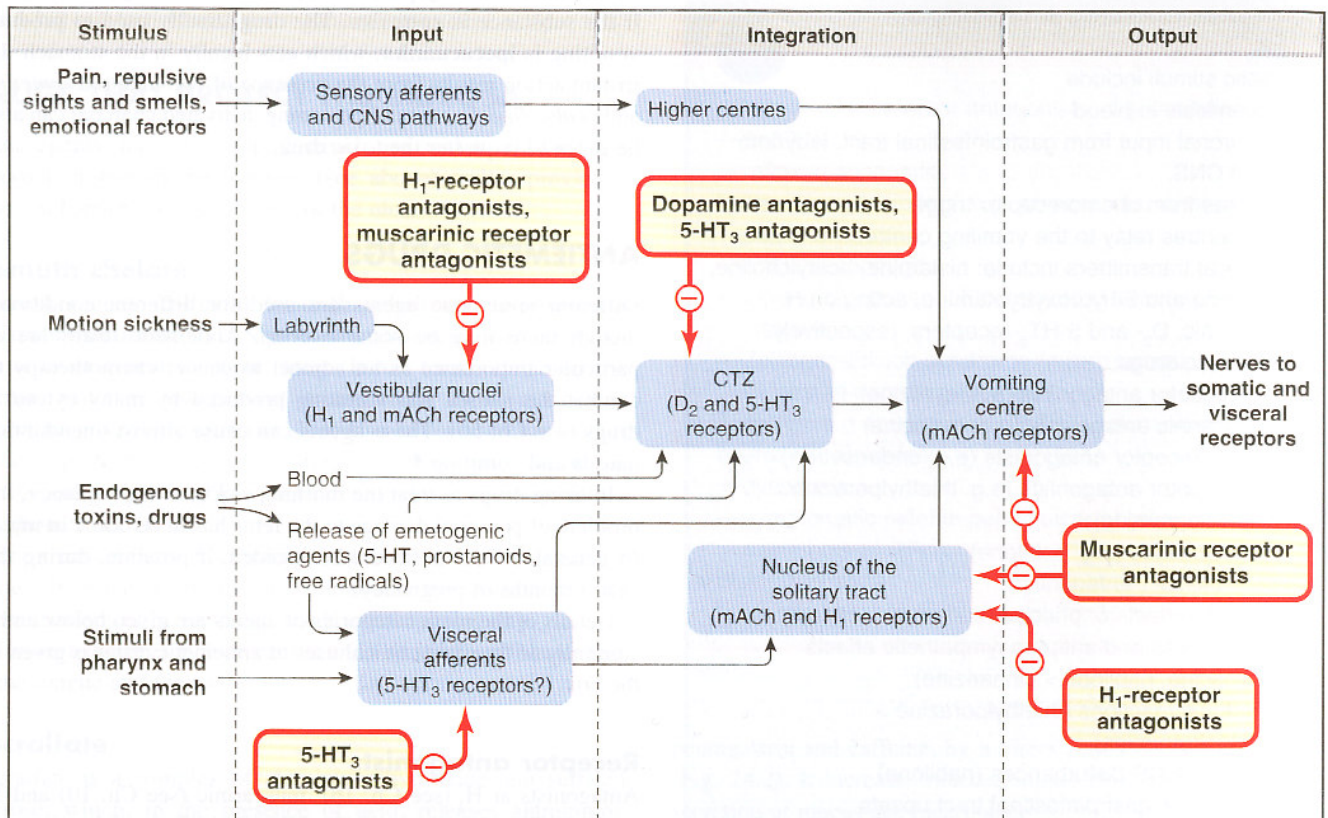 Stimulus
Input
Integration
Output
Pain, repulsive
sights and smells,
emotional factors
Sensory afferents
and CNS pathways
Higher centres
H₁-receptor
antagonists,
muscarinic receptor
antagonists
Dopamine antagonists,
5-HT₃ antagonists
Motion sickness
Labyrinth
Vestibular nuclei
(H₁ and mACh receptors)
CTZ
(D₂ and 5-HT₃
receptors)
Vomiting
centre
(mACh receptors)
Nerves to
somatic and
visceral
receptors
Endogenous
toxins, drugs
Blood
Release of emetogenic
agents (5-HT, prostanoids,
free radicals)
Nucleus of the
solitary tract
(mACh and H₁ receptors)
Muscarinic receptor
antagonists
Stimuli from
pharynx and
stomach
Visceral
afferents
(5-HT₃ receptors?)
H₁-receptor
antagonists
5-HT₃
antagonists